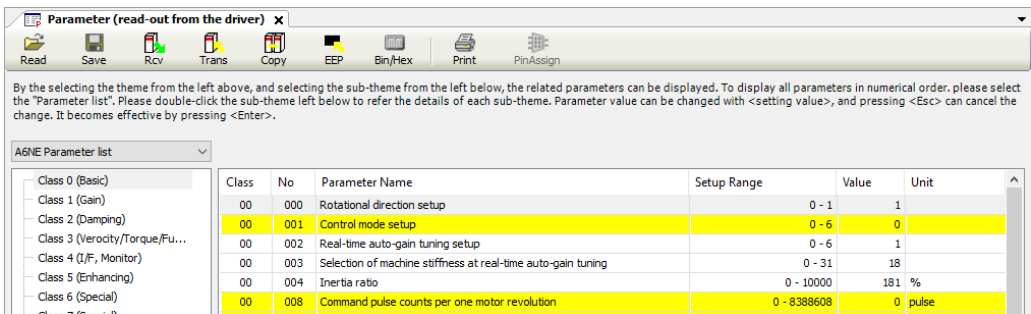 Parameter (read-out from the driver) x
Read Save Rcv Trans Copy EEP Bin/Hex Print PinAssign
By the selecting the theme from the left above, and selecting the sub-theme from the left below, the related parameters can be displayed. To display all parameters in numerical order. please select
the "Parameter list". Please double-click the sub-theme left below to refer the details of each sub-theme. Parameter value can be changed with <setting value>, and pressing <Esc> can cancel the
change. It becomes effective by pressing <Enter>.
A6NE Parameter list
Class 0 (Basic)
Class 1 (Gain)
Class 2 (Damping)
Class 3 (Verocity/Torque/Fu...
Class 4 (I/F, Monitor)
Class 5 (Enhancing)
Class 6 (Special)
Class No Parameter Name Setup Range Value Unit
00 000 Rotational direction setup 0 - 1 1
00 001 Control mode setup 0 - 6 0
00 002 Real-time auto-gain tuning setup 0 - 6 1
00 003 Selection of machine stiffness at real-time auto-gain tuning 0 - 31 18
00 004 Inertia ratio 0 - 10000 181 %
00 008 Command pulse counts per one motor revolution 0 - 8388608 0 pulse